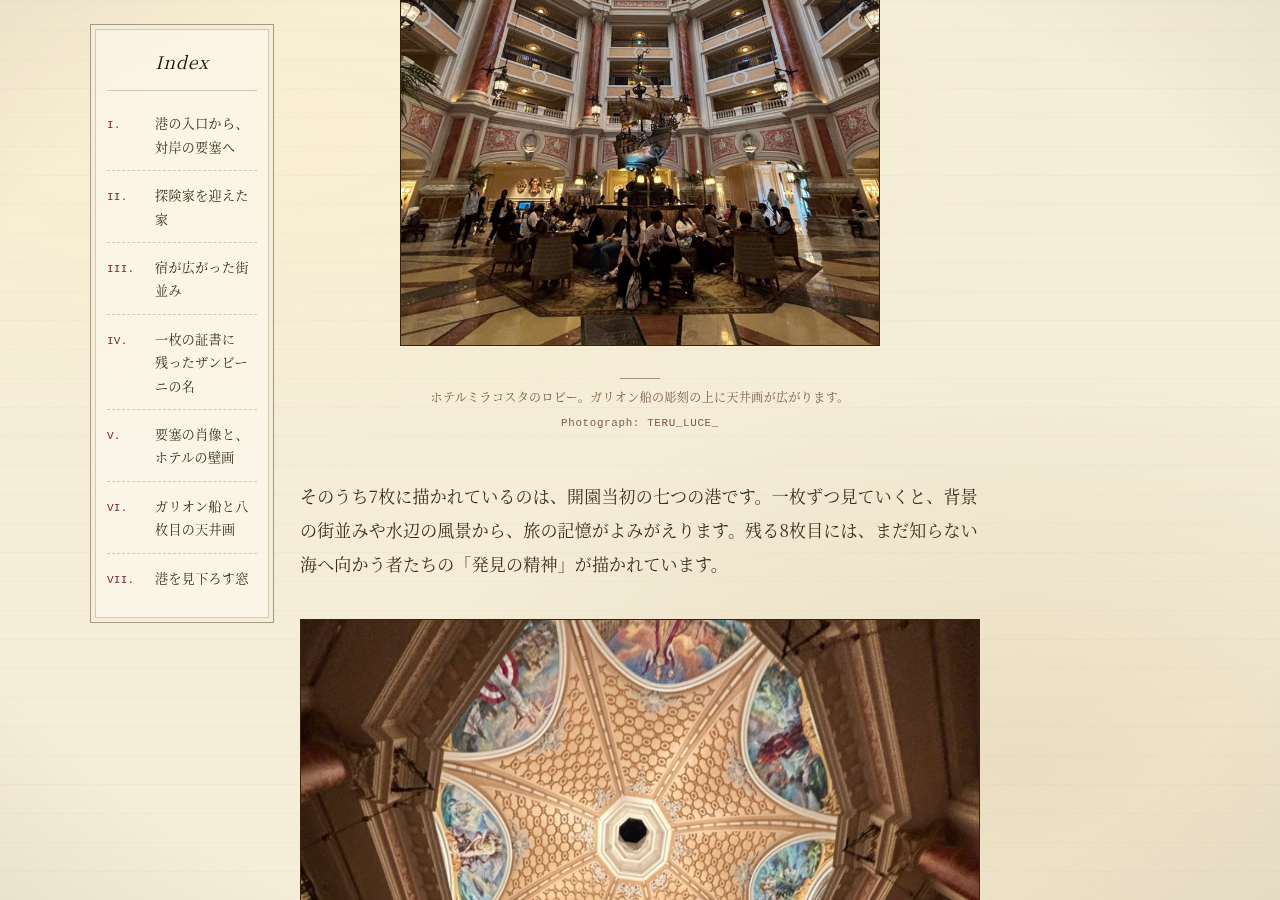 Index
I. 港の入口から、
対岸の要塞へ
II. 探険家を迎えた
家
III. 宿が広がった街
並み
IV. 一枚の証書に
残ったザンビー
ニの名
V. 要塞の肖像と、
ホテルの壁画
VI. ガリオン船と八
枚目の天井画
VII. 港を見下ろす窓
ホテルミラコスタのロビー。ガリオン船の彫刻の上に天井画が広がります。
Photograph: TERU_LUCE_
そのうち7枚に描かれているのは、開園当初の七つの港です。一枚ずつ見ていくと、背景
の街並みや水辺の風景から、旅の記憶がよみがえります。残る8枚目には、まだ知らない
海へ向かう者たちの「発見の精神」が描かれています。